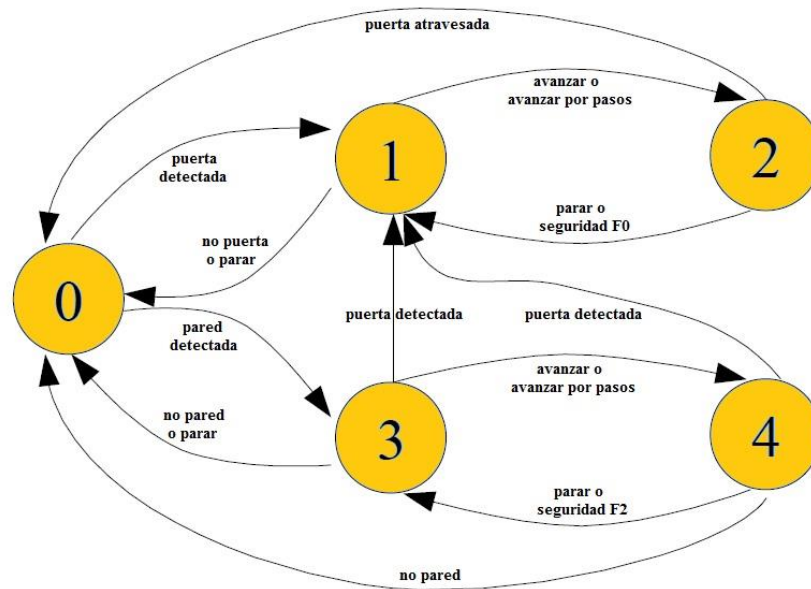 puerta atravesada
avanzar o
avanzar por pasos
1
2
puerta
detectada
parar o
seguridad F0
no puerta
o parar
0
puerta detectada
puerta detectada
pared
detectada
avanzar o
avanzar por pasos
no pared
o parar
3
4
parar o
seguridad F2
no pared